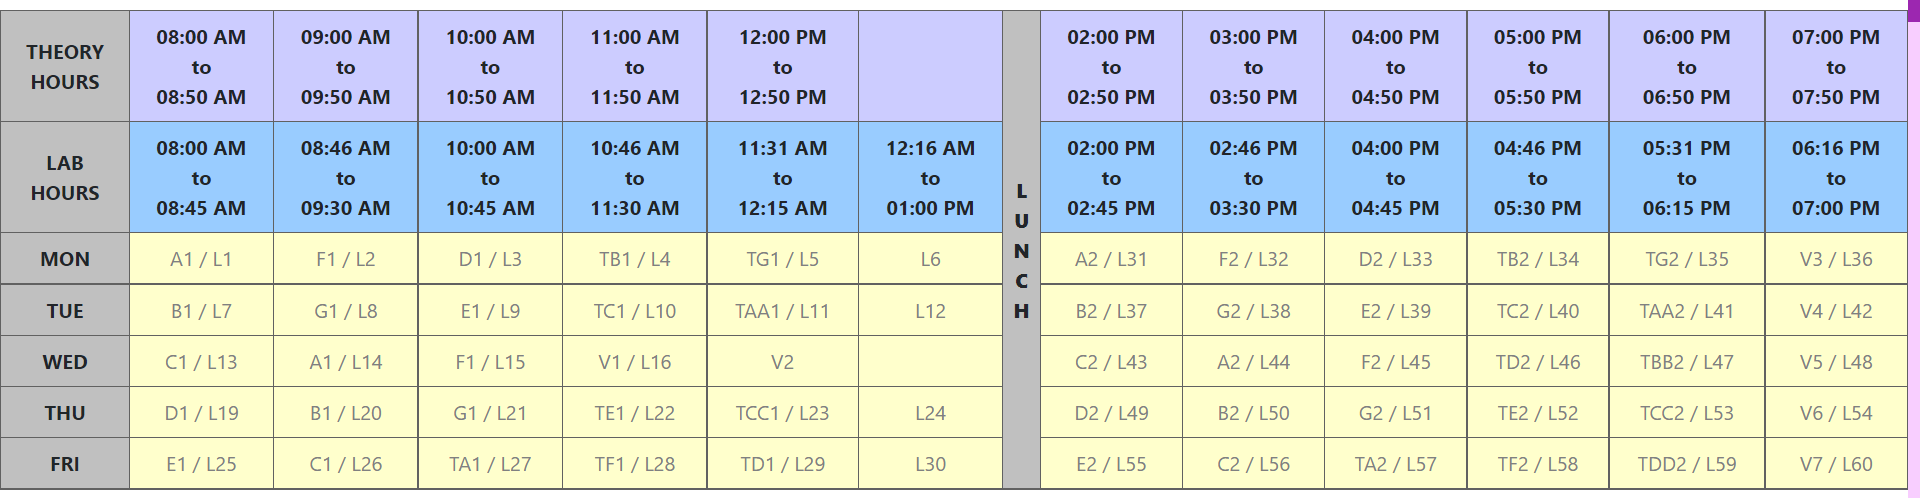 THEORY HOURS 08:00 AM to 08:50 AM 09:00 AM to 09:50 AM 10:00 AM to 10:50 AM 11:00 AM to 11:50 AM 12:00 PM to 12:50 PM LUNCH 02:00 PM to 02:50 PM 03:00 PM to 03:50 PM 04:00 PM to 04:50 PM 05:00 PM to 05:50 PM 06:00 PM to 06:50 PM 07:00 PM to 07:50 PM
LAB HOURS 08:00 AM to 08:45 AM 08:46 AM to 09:30 AM 10:00 AM to 10:45 AM 10:46 AM to 11:30 AM 11:31 AM to 12:15 AM 12:16 AM to 01:00 PM 02:00 PM to 02:45 PM 02:46 PM to 03:30 PM 04:00 PM to 04:45 PM 04:46 PM to 05:30 PM 05:31 PM to 06:15 PM 06:16 PM to 07:00 PM
MON A1 / L1 F1 / L2 D1 / L3 TB1 / L4 TG1 / L5 L6 A2 / L31 F2 / L32 D2 / L33 TB2 / L34 TG2 / L35 V3 / L36
TUE B1 / L7 G1 / L8 E1 / L9 TC1 / L10 TAA1 / L11 L12 B2 / L37 G2 / L38 E2 / L39 TC2 / L40 TAA2 / L41 V4 / L42
WED C1 / L13 A1 / L14 F1 / L15 V1 / L16 V2 C2 / L43 A2 / L44 F2 / L45 TD2 / L46 TBB2 / L47 V5 / L48
THU D1 / L19 B1 / L20 G1 / L21 TE1 / L22 TCC1 / L23 L24 D2 / L49 B2 / L50 G2 / L51 TE2 / L52 TCC2 / L53 V6 / L54
FRI E1 / L25 C1 / L26 TA1 / L27 TF1 / L28 TD1 / L29 L30 E2 / L55 C2 / L56 TA2 / L57 TF2 / L58 TDD2 / L59 V7 / L60